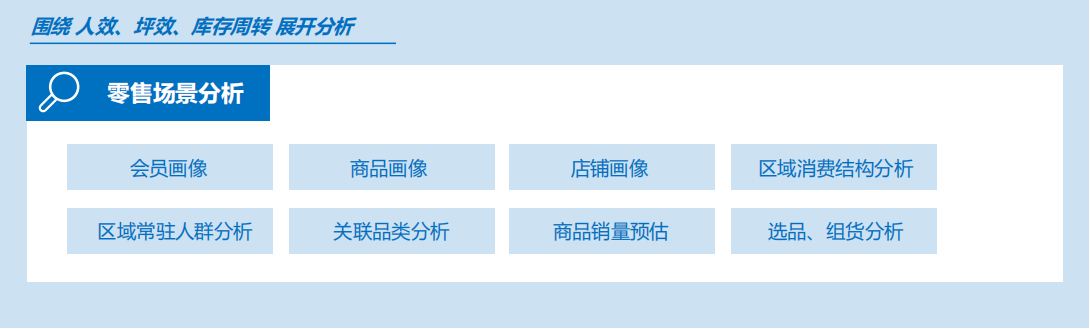 围绕 人效、坪效、库存周转 展开分析
零售场景分析
会员画像 商品画像 店铺画像 区域消费结构分析
区域常驻人群分析 关联品类分析 商品销量预估 选品、组货分析